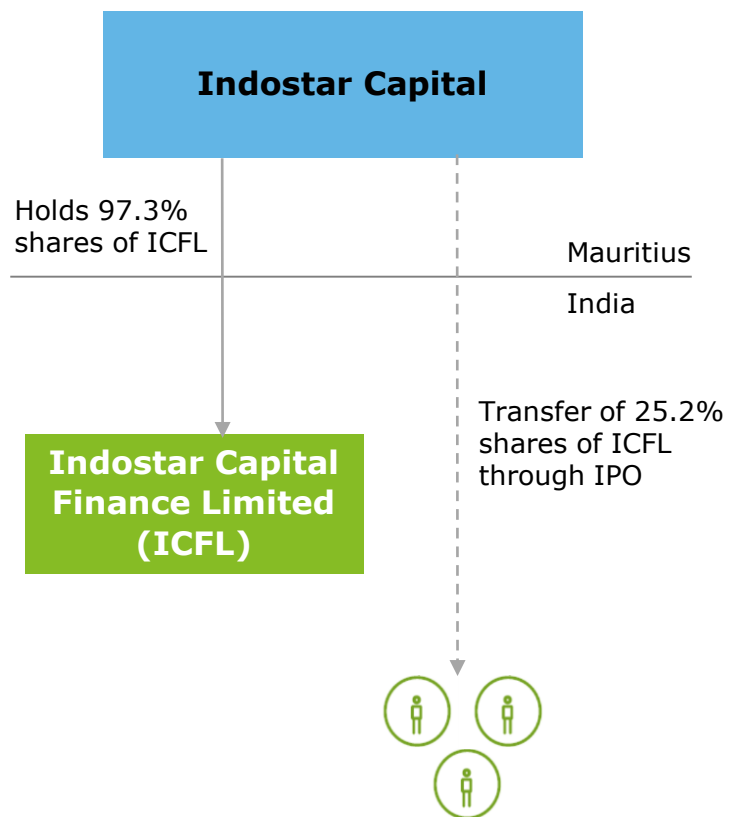 Indostar Capital
Holds 97.3%
shares of ICFL
Mauritius
India
Transfer of 25.2%
shares of ICFL
through IPO
Indostar Capital
Finance Limited
(ICFL)